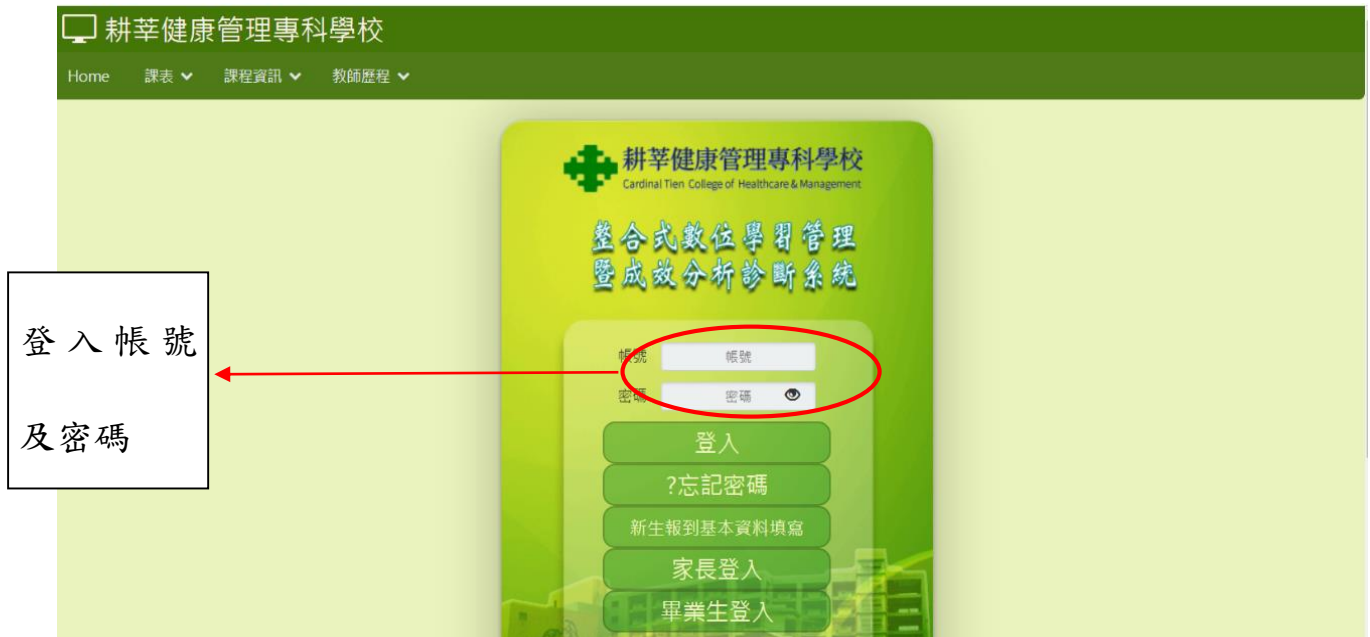 耕莘健康管理專科學校
Home 課表 課程資訊 教師歷程
耕莘健康管理專科學校
Cardinal Tien College of Healthcare & Management
整合式數位學習管理
暨成效分析診斷系統
登入帳號
及密碼
帳號 帳號
密碼 密碼
登入
?忘記密碼
新生報到基本資料填寫
家長登入
畢業生登入